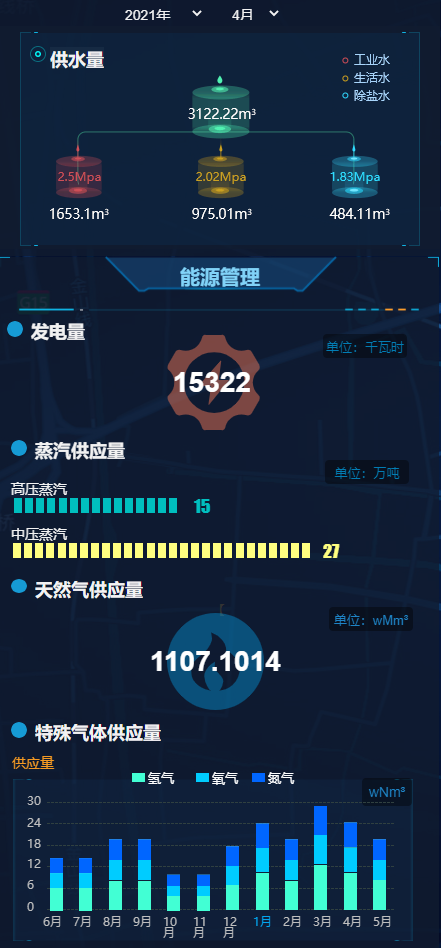 2021年 4月
供水量
工业水
生活水
除盐水
3122.22m³
2.5Mpa 2.02Mpa 1.83Mpa
1653.1m³ 975.01m³ 484.11m³
能源管理
G15
发电量
单位：千瓦时
15322
蒸汽供应量
单位：万吨
高压蒸汽
15
中压蒸汽
27
天然气供应量
单位：wMm³
1107.1014
特殊气体供应量
供应量
氢气 氧气 氮气
wNm³
30
24
18
12
6
0
6月 7月 8月 9月 10月 11月 12月 1月 2月 3月 4月 5月